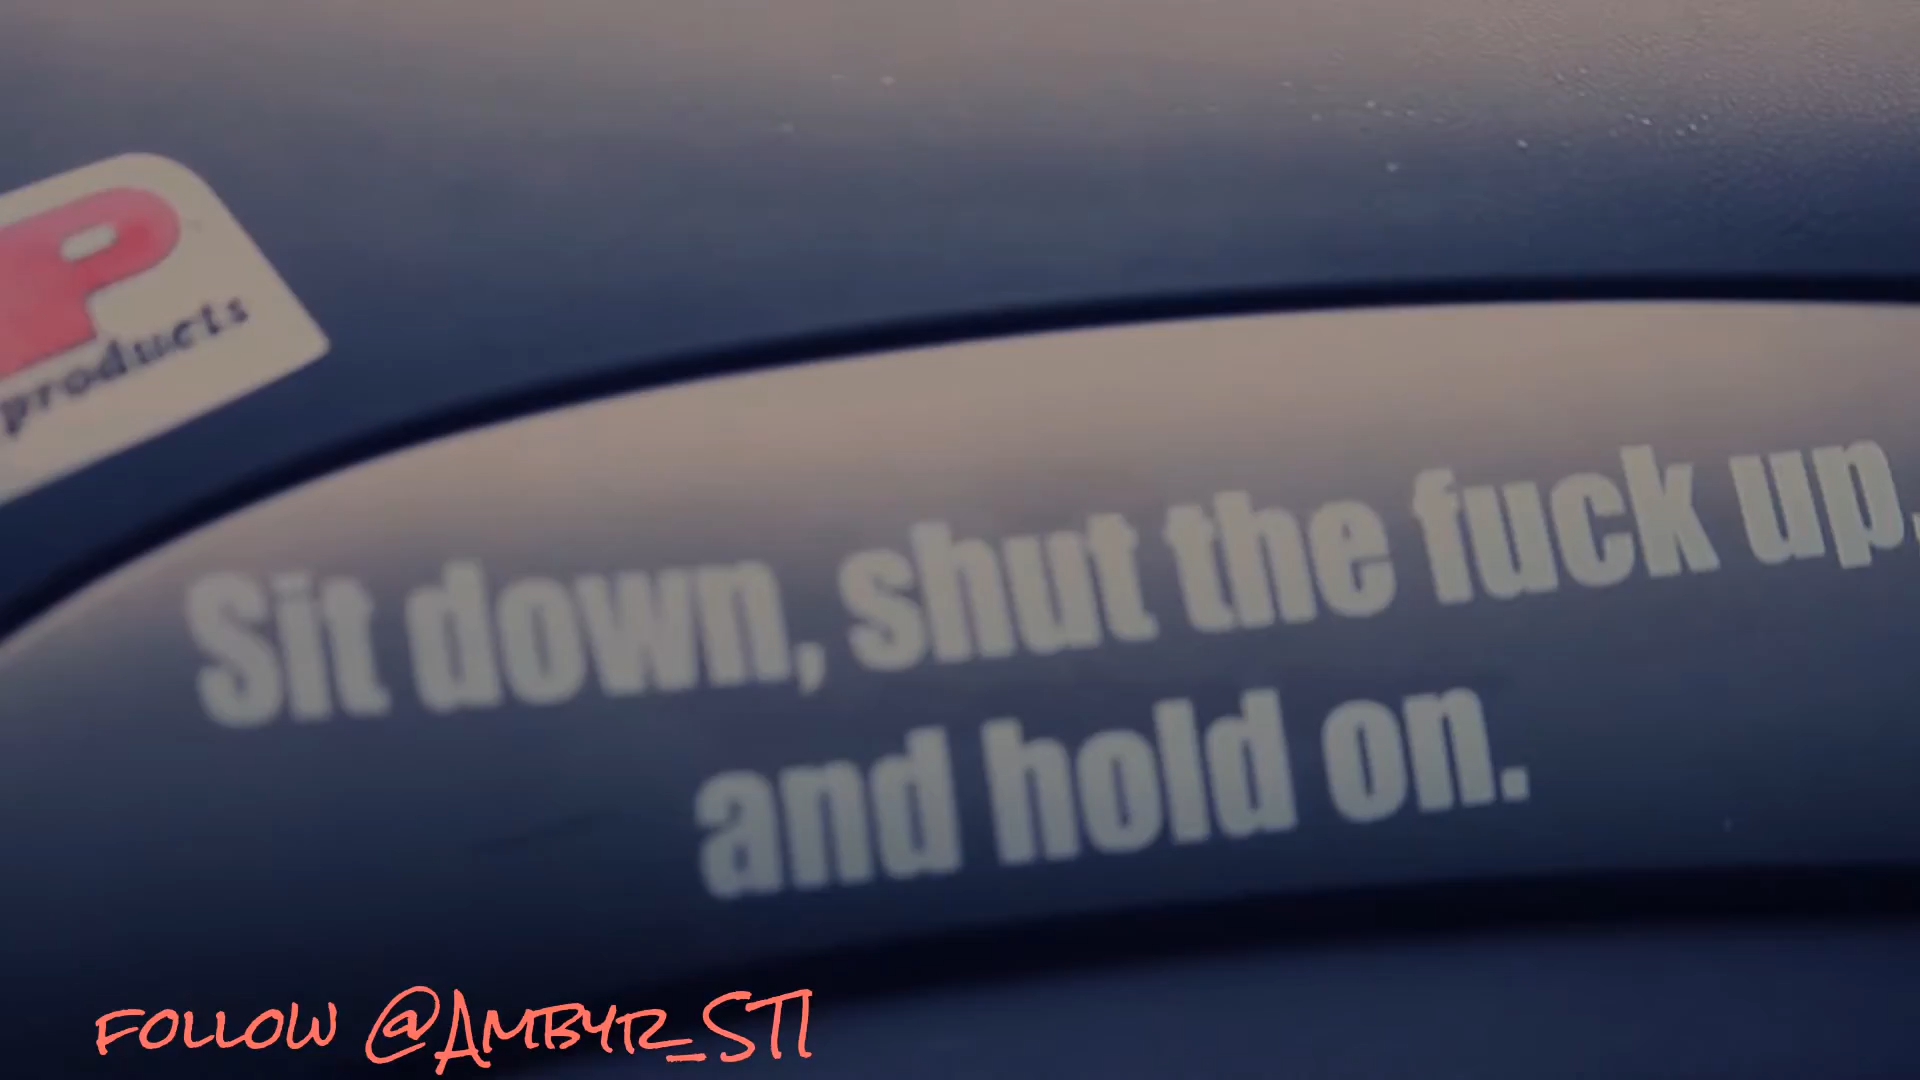 P
products
Sit down, shut the fuck up,
and hold on.
FOLLOW @AMBYR_STI